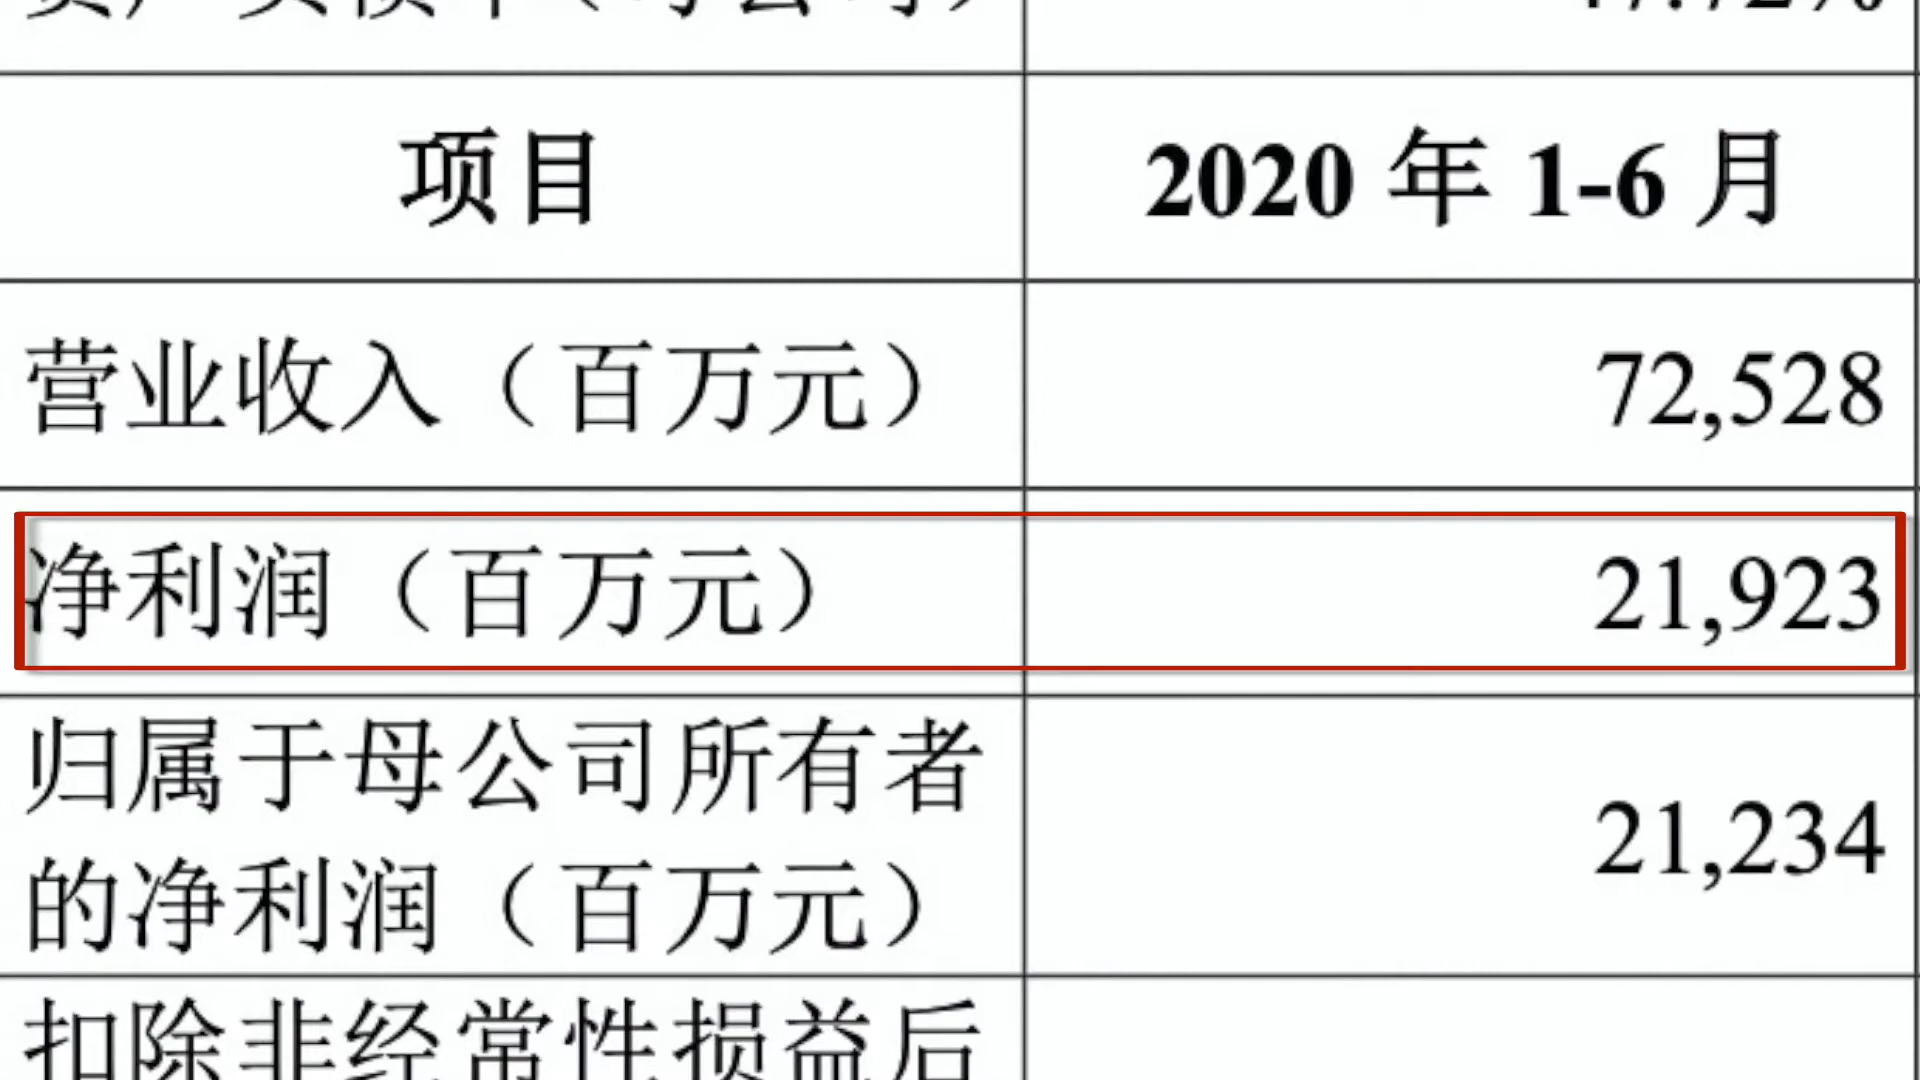 项目
2020 年 1-6 月
营业收入（百万元）
72,528
净利润（百万元）
21,923
归属于母公司所有者
的净利润（百万元）
21,234
扣除非经常性损益后